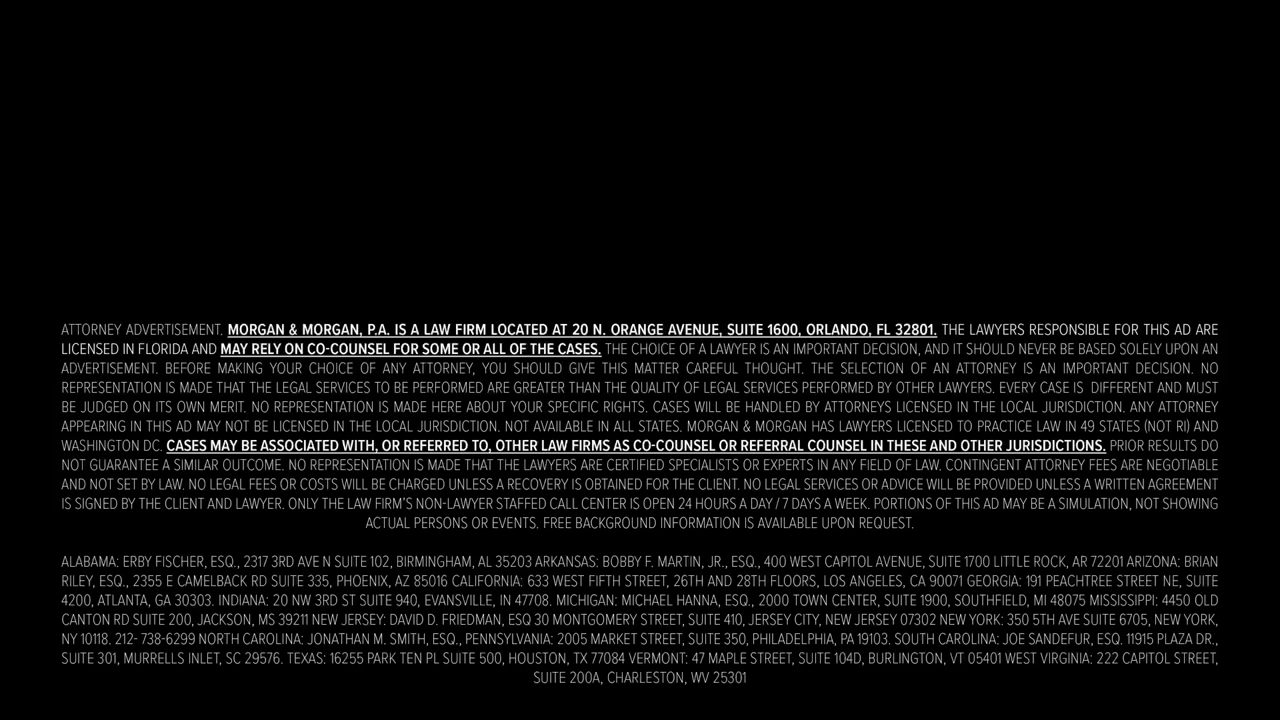 ATTORNEY ADVERTISEMENT. MORGAN & MORGAN, P.A. IS A LAW FIRM LOCATED AT 20 N. ORANGE AVENUE, SUITE 1600, ORLANDO, FL 32801. THE LAWYERS RESPONSIBLE FOR THIS AD ARE
LICENSED IN FLORIDA AND MAY RELY ON CO-COUNSEL FOR SOME OR ALL OF THE CASES. THE CHOICE OF A LAWYER IS AN IMPORTANT DECISION, AND IT SHOULD NEVER BE BASED SOLELY UPON AN
ADVERTISEMENT. BEFORE MAKING YOUR CHOICE OF ANY ATTORNEY, YOU SHOULD GIVE THIS MATTER CAREFUL THOUGHT. THE SELECTION OF AN ATTORNEY IS AN IMPORTANT DECISION. NO
REPRESENTATION IS MADE THAT THE LEGAL SERVICES TO BE PERFORMED ARE GREATER THAN THE QUALITY OF LEGAL SERVICES PERFORMED BY OTHER LAWYERS. EVERY CASE IS DIFFERENT AND MUST
BE JUDGED ON ITS OWN MERIT. NO REPRESENTATION IS MADE HERE ABOUT YOUR SPECIFIC RIGHTS. CASES WILL BE HANDLED BY ATTORNEYS LICENSED IN THE LOCAL JURISDICTION. ANY ATTORNEY
APPEARING IN THIS AD MAY NOT BE LICENSED IN THE LOCAL JURISDICTION. NOT AVAILABLE IN ALL STATES. MORGAN & MORGAN HAS LAWYERS LICENSED TO PRACTICE LAW IN 49 STATES (NOT RI) AND
WASHINGTON DC. CASES MAY BE ASSOCIATED WITH, OR REFERRED TO, OTHER LAW FIRMS AS CO-COUNSEL OR REFERRAL COUNSEL IN THESE AND OTHER JURISDICTIONS. PRIOR RESULTS DO
NOT GUARANTEE A SIMILAR OUTCOME. NO REPRESENTATION IS MADE THAT THE LAWYERS ARE CERTIFIED SPECIALISTS OR EXPERTS IN ANY FIELD OF LAW. CONTINGENT ATTORNEY FEES ARE NEGOTIABLE
AND NOT SET BY LAW. NO LEGAL FEES OR COSTS WILL BE CHARGED UNLESS A RECOVERY IS OBTAINED FOR THE CLIENT. NO LEGAL SERVICES OR ADVICE WILL BE PROVIDED UNLESS A WRITTEN AGREEMENT
IS SIGNED BY THE CLIENT AND LAWYER. ONLY THE LAW FIRM'S NON-LAWYER STAFFED CALL CENTER IS OPEN 24 HOURS A DAY / 7 DAYS A WEEK. PORTIONS OF THIS AD MAY BE A SIMULATION, NOT SHOWING
ACTUAL PERSONS OR EVENTS. FREE BACKGROUND INFORMATION IS AVAILABLE UPON REQUEST.
ALABAMA: ERBY FISCHER, ESQ., 2317 3RD AVE N SUITE 102, BIRMINGHAM, AL 35203 ARKANSAS: BOBBY F. MARTIN, JR., ESQ., 400 WEST CAPITOL AVENUE, SUITE 1700 LITTLE ROCK, AR 72201 ARIZONA: BRIAN
RILEY, ESQ., 2355 E CAMELBACK RD SUITE 335, PHOENIX, AZ 85016 CALIFORNIA: 633 WEST FIFTH STREET, 26TH AND 28TH FLOORS, LOS ANGELES, CA 90071 GEORGIA: 191 PEACHTREE STREET NE, SUITE
4200, ATLANTA, GA 30303. INDIANA: 20 NW 3RD ST SUITE 940, EVANSVILLE, IN 47708. MICHIGAN: MICHAEL HANNA, ESQ., 2000 TOWN CENTER, SUITE 1900, SOUTHFIELD, MI 48075 MISSISSIPPI: 4450 OLD
CANTON RD SUITE 200, JACKSON, MS 39211 NEW JERSEY: DAVID D. FRIEDMAN, ESQ 30 MONTGOMERY STREET, SUITE 410, JERSEY CITY, NEW JERSEY 07302 NEW YORK: 350 5TH AVE SUITE 6705, NEW YORK,
NY 10118. 212- 738-6299 NORTH CAROLINA: JONATHAN M. SMITH, ESQ., PENNSYLVANIA: 2005 MARKET STREET, SUITE 350, PHILADELPHIA, PA 19103. SOUTH CAROLINA: JOE SANDEFUR, ESQ. 11915 PLAZA DR.,
SUITE 301, MURRELLS INLET, SC 29576. TEXAS: 16255 PARK TEN PL SUITE 500, HOUSTON, TX 77084 VERMONT: 47 MAPLE STREET, SUITE 104D, BURLINGTON, VT 05401 WEST VIRGINIA: 222 CAPITOL STREET,
SUITE 200A, CHARLESTON, WV 25301